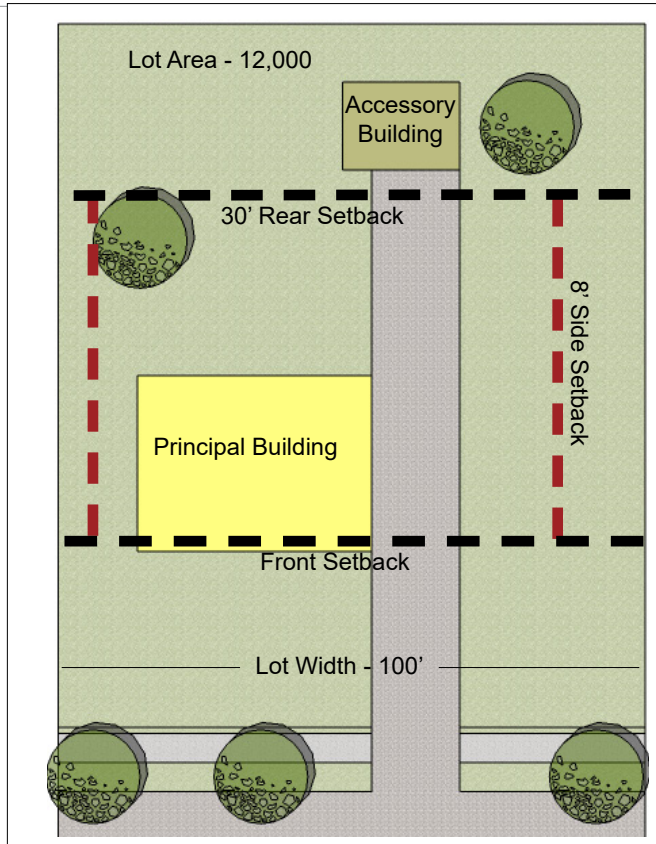 Lot Area - 12,000
Accessory
Building
30’ Rear Setback
8’ Side Setback
Principal Building
Front Setback
Lot Width - 100’